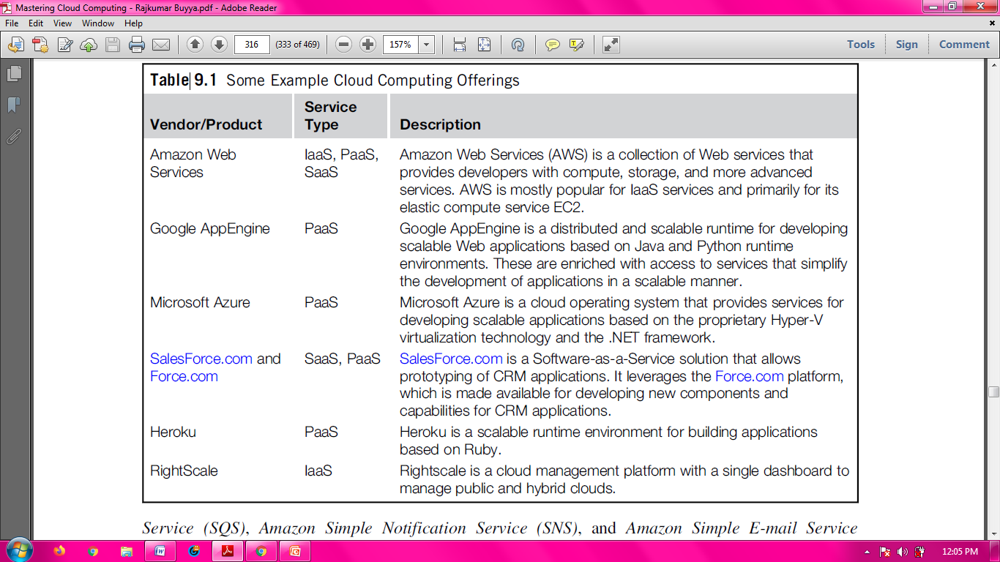 Mastering Cloud Computing - Rajkumar Buyya.pdf - Adobe Reader
File Edit View Window Help
316 (333 of 469) 157% Tools Sign Comment
Table 9.1 Some Example Cloud Computing Offerings
Vendor/Product
Service
Type
Description
Amazon Web
Services
IaaS, PaaS,
SaaS
Amazon Web Services (AWS) is a collection of Web services that
provides developers with compute, storage, and more advanced
services. AWS is mostly popular for IaaS services and primarily for its
elastic compute service EC2.
Google AppEngine
PaaS
Google AppEngine is a distributed and scalable runtime for developing
scalable Web applications based on Java and Python runtime
environments. These are enriched with access to services that simplify
the development of applications in a scalable manner.
Microsoft Azure
PaaS
Microsoft Azure is a cloud operating system that provides services for
developing scalable applications based on the proprietary Hyper-V
virtualization technology and the .NET framework.
SalesForce.com and
Force.com
SaaS, PaaS
SalesForce.com is a Software-as-a-Service solution that allows
prototyping of CRM applications. It leverages the Force.com platform,
which is made available for developing new components and
capabilities for CRM applications.
Heroku
PaaS
Heroku is a scalable runtime environment for building applications
based on Ruby.
RightScale
IaaS
Rightscale is a cloud management platform with a single dashboard to
manage public and hybrid clouds.
Service (SQS), Amazon Simple Notification Service (SNS), and Amazon Simple E-mail Service
12:05 PM